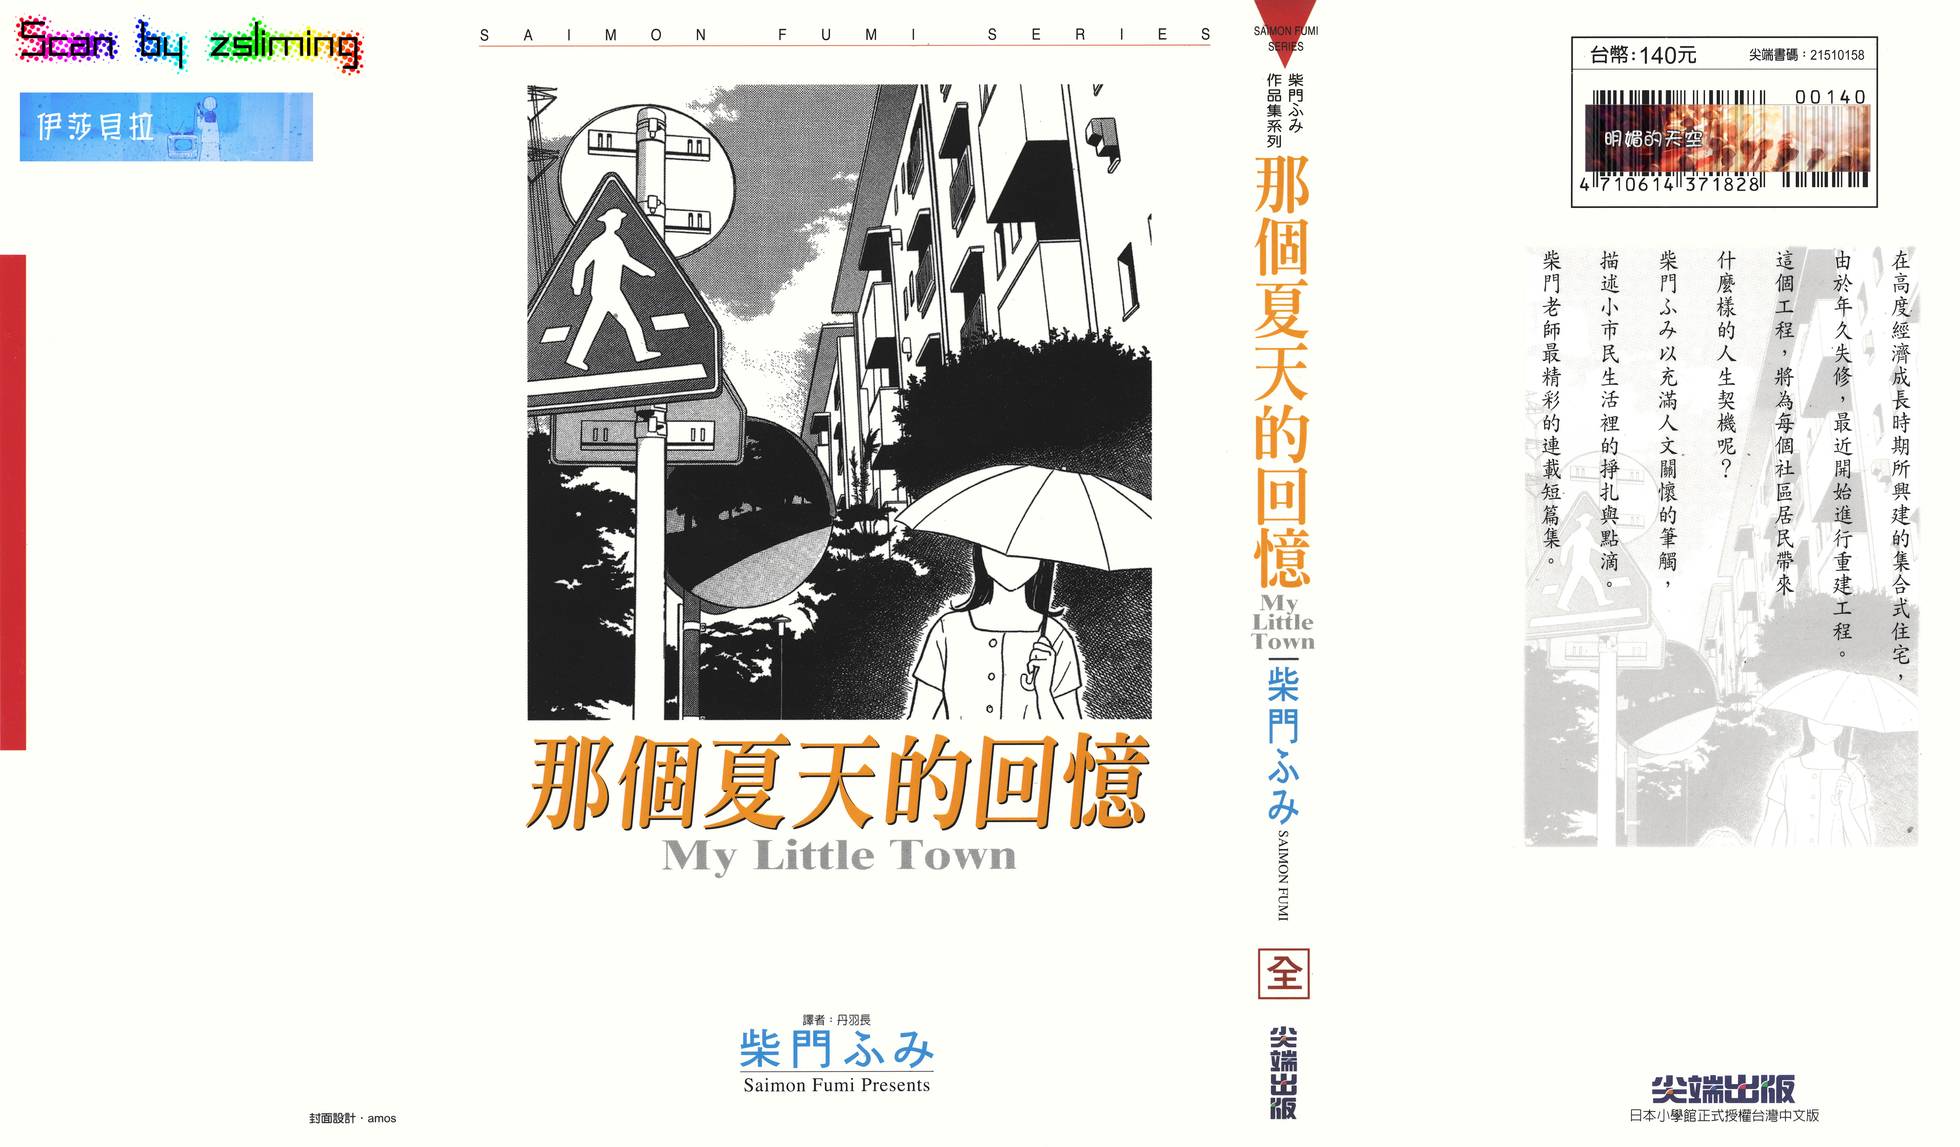 Scan by zsliming
伊莎貝拉
封面設計・amos
SAIMON FUMI SERIES
那個夏天的回憶
My Little Town
譯者：丹羽長
柴門ふみ
Saimon Fumi Presents
SAIMON FUMI
SERIES
柴門ふみ
作品集系列
那個夏天的回憶
My
Little
Town
柴門ふみ
SAIMON FUMI
全
尖端出版
台幣：140元
尖端書碼：21510158
00140
明媚的天空
4 710614 371828
在高度經濟成長時期所興建的集合式住宅，
由於年久失修，最近開始進行重建工程。
這個工程，將為每個社區居民帶來
什麼樣的人生契機呢？
柴門ふみ以充滿人文關懷的筆觸，
描述小市民生活裡的掙扎與點滴。
柴門老師最精彩的連載短篇集。
尖端出版
日本小學館正式授權台灣中文版